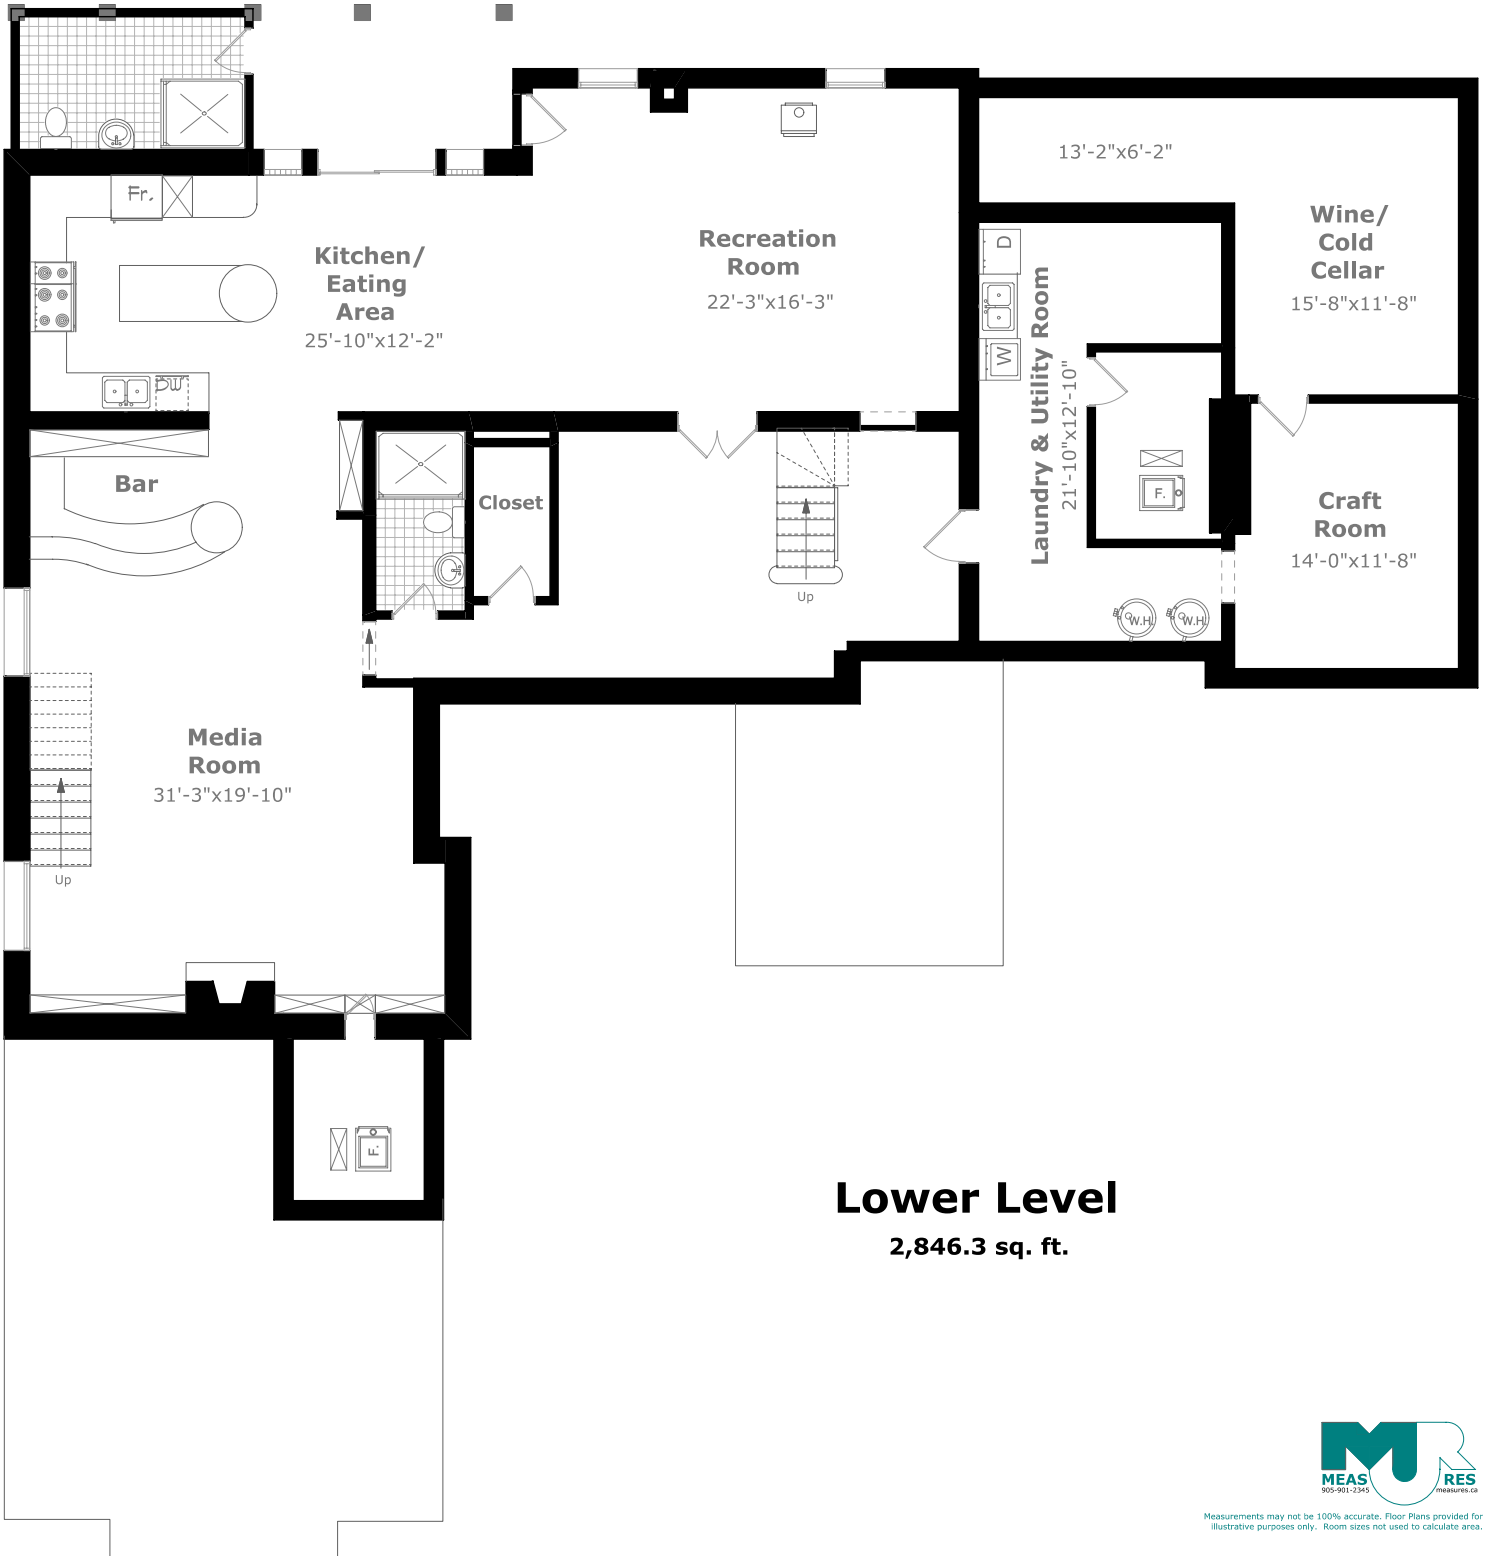 13'-2"x6'-2"
Fr.
Wine/
Cold
Cellar
15'-8"x11'-8"
Recreation
Room
22'-3"x16'-3"
D
Kitchen/
Eating
Area
25'-10"x12'-2"
W
Laundry & Utility Room
21'-10"x12'-10"
DW
Bar
Closet
F.
Craft
Room
14'-0"x11'-8"
Up
W.H.
W.H.
Media
Room
31'-3"x19'-10"
Up
F.
Lower Level
2,846.3 sq. ft.
MEASURES
905-901-2345
measures.ca
Measurements may not be 100% accurate. Floor Plans provided for
illustrative purposes only. Room sizes not used to calculate area.